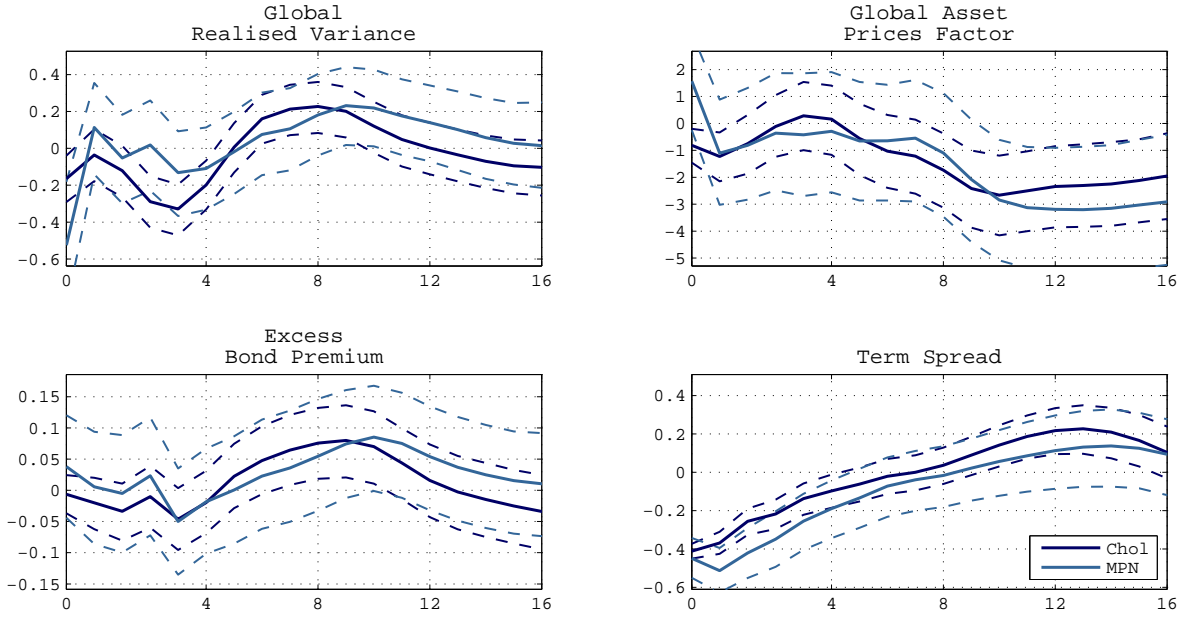 Global
Realised Variance
0.4
0.2
0
−0.2
−0.4
−0.6
0 4 8 12 16
Global Asset
Prices Factor
2
1
0
−1
−2
−3
−4
−5
0 4 8 12 16
Excess
Bond Premium
0.15
0.1
0.05
0
−0.05
−0.1
−0.15
0 4 8 12 16
Term Spread
0.4
0.2
0
−0.2
−0.4
−0.6
0 4 8 12 16
Chol
MPN